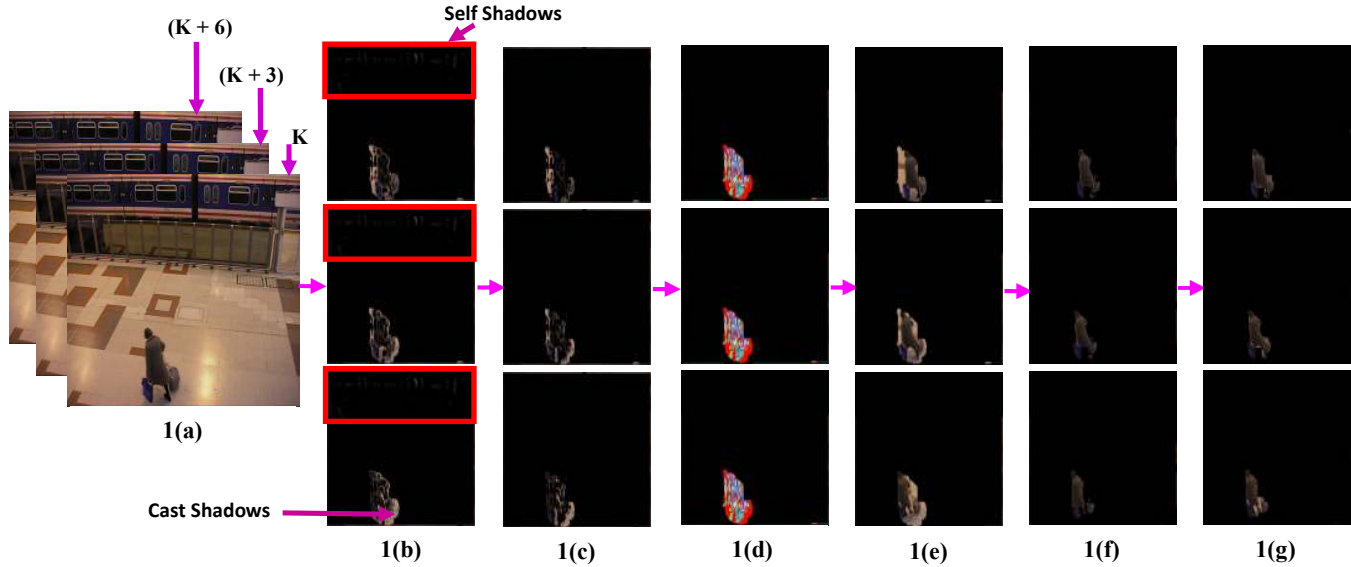 Self Shadows
(K + 6)
(K + 3)
K
1(a)
Cast Shadows
1(b)
1(c)
1(d)
1(e)
1(f)
1(g)